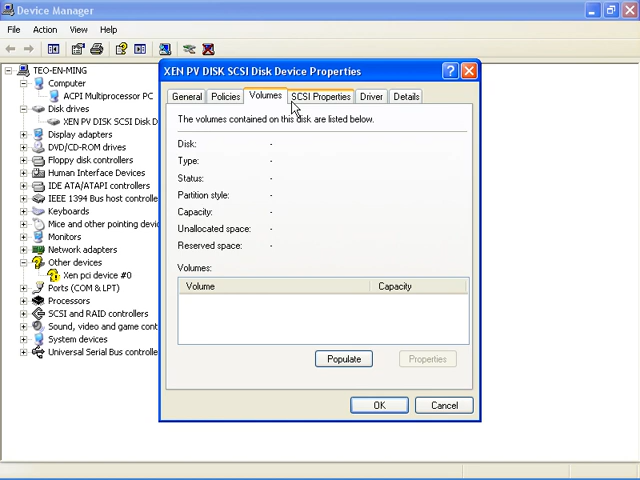 Device Manager
File Action View Help
TEO-EN-MING
Computer
ACPI Multiprocessor PC
Disk drives
XEN PV DISK SCSI Disk D
Display adapters
DVD/CD-ROM drives
Floppy disk controllers
Human Interface Devices
IDE ATA/ATAPI controllers
IEEE 1394 Bus host controlle
Keyboards
Mice and other pointing devic
Monitors
Network adapters
Other devices
Xen pci device #0
Ports (COM & LPT)
Processors
SCSI and RAID controllers
Sound, video and game cont
System devices
Universal Serial Bus controlle
XEN PV DISK SCSI Disk Device Properties
General Policies Volumes SCSI Properties Driver Details
The volumes contained on this disk are listed below.
Disk: -
Type: -
Status: -
Partition style: -
Capacity: -
Unallocated space: -
Reserved space: -
Volumes:
Volume Capacity
Populate Properties
OK Cancel